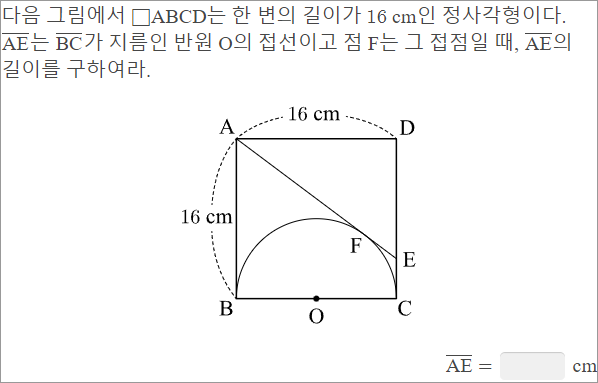 다음 그림에서 □ABCD는 한 변의 길이가 16 cm인 정사각형이다.
AE는 BC가 지름인 반원 O의 접선이고 점 F는 그 접점일 때, AE의
길이를 구하여라.
16 cm
A
D
16 cm
F
E
B
O
C
AE = cm